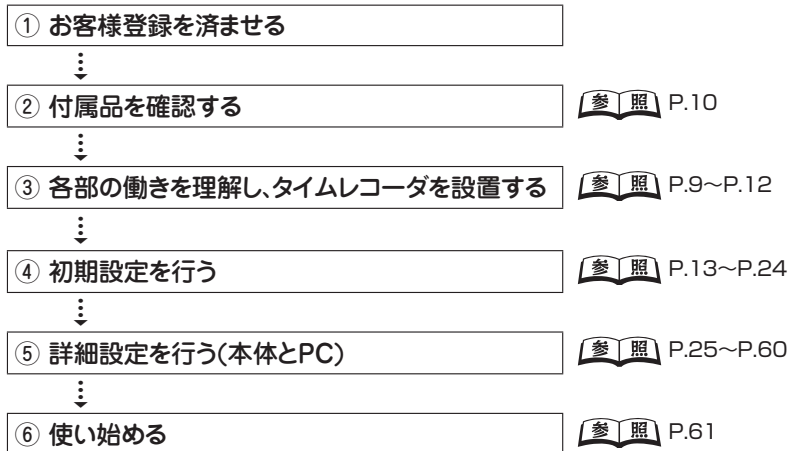 ① お客様登録を済ませる
② 付属品を確認する 参照 P.10
③ 各部の働きを理解し、タイムレコーダを設置する 参照 P.9～P.12
④ 初期設定を行う 参照 P.13～P.24
⑤ 詳細設定を行う(本体とPC) 参照 P.25～P.60
⑥ 使い始める 参照 P.61